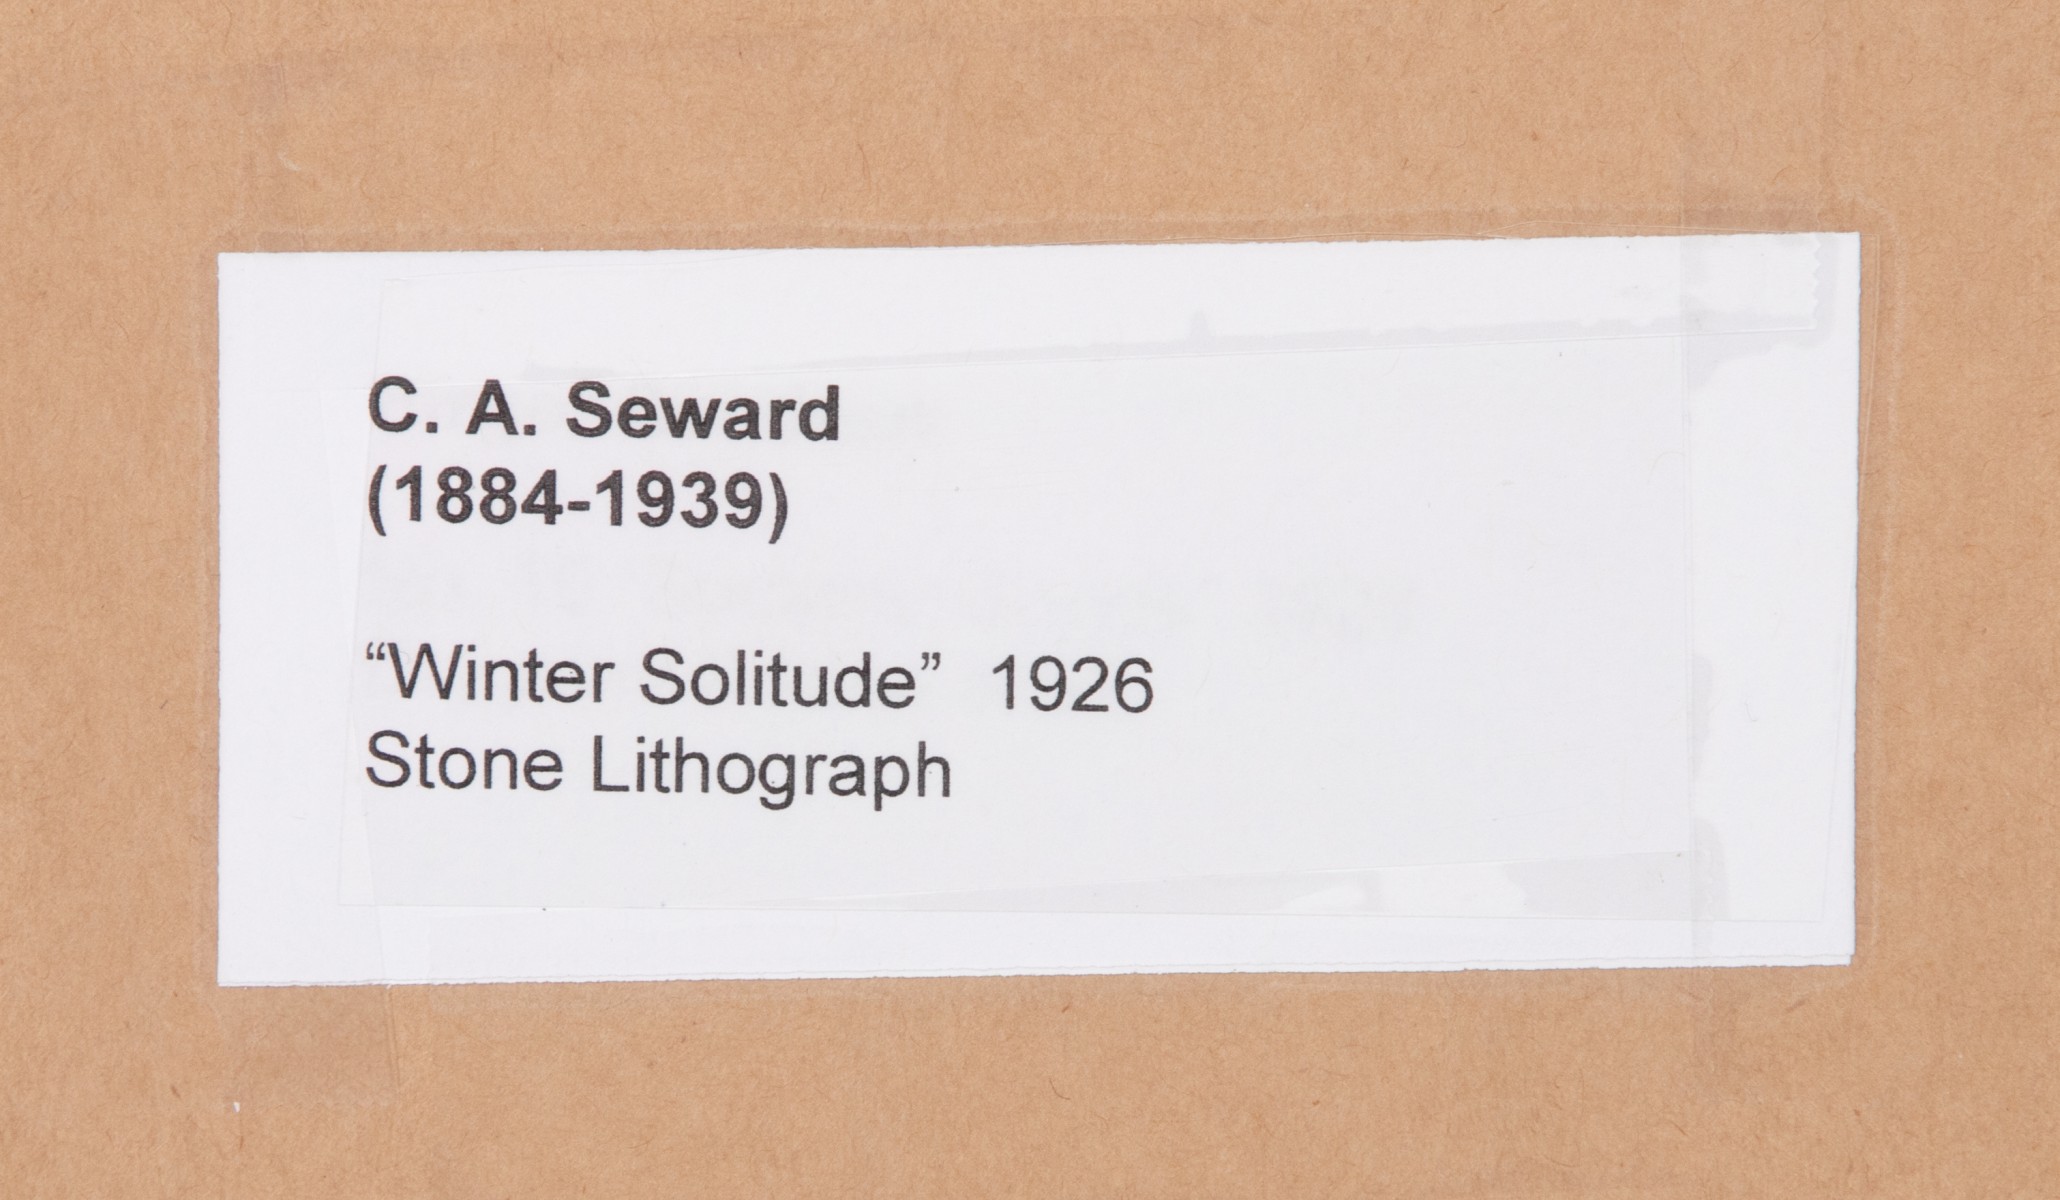 C. A. Seward
(1884-1939)
“Winter Solitude”  1926
Stone Lithograph